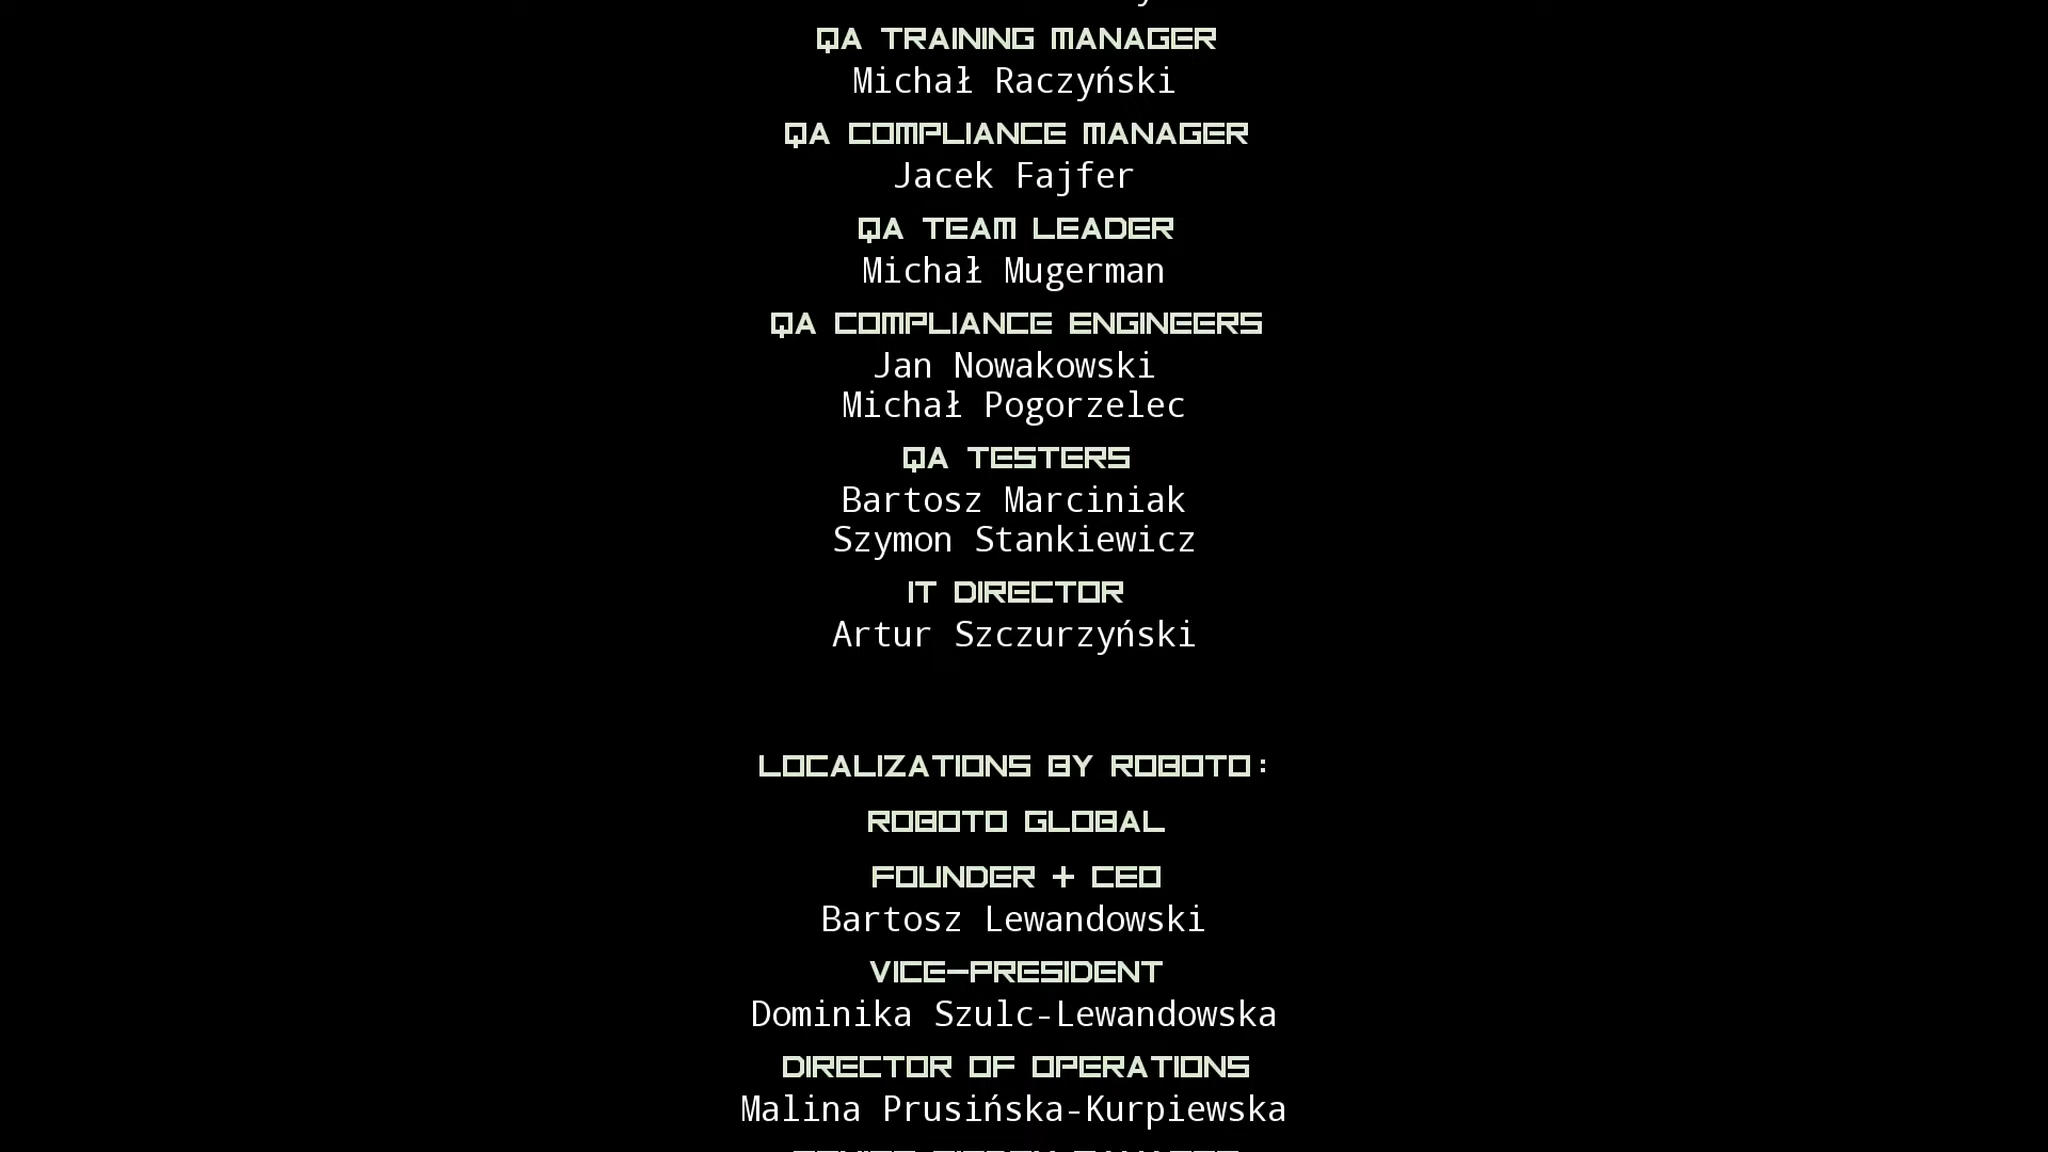 QA TRAINING MANAGER
Michał Raczyński
QA COMPLIANCE MANAGER
Jacek Fajfer
QA TEAM LEADER
Michał Mugerman
QA COMPLIANCE ENGINEERS
Jan Nowakowski
Michał Pogorzelec
QA TESTERS
Bartosz Marciniak
Szymon Stankiewicz
IT DIRECTOR
Artur Szczurzyński
LOCALIZATIONS BY ROBOTO:
ROBOTO GLOBAL
FOUNDER + CEO
Bartosz Lewandowski
VICE-PRESIDENT
Dominika Szulc-Lewandowska
DIRECTOR OF OPERATIONS
Malina Prusińska-Kurpiewska